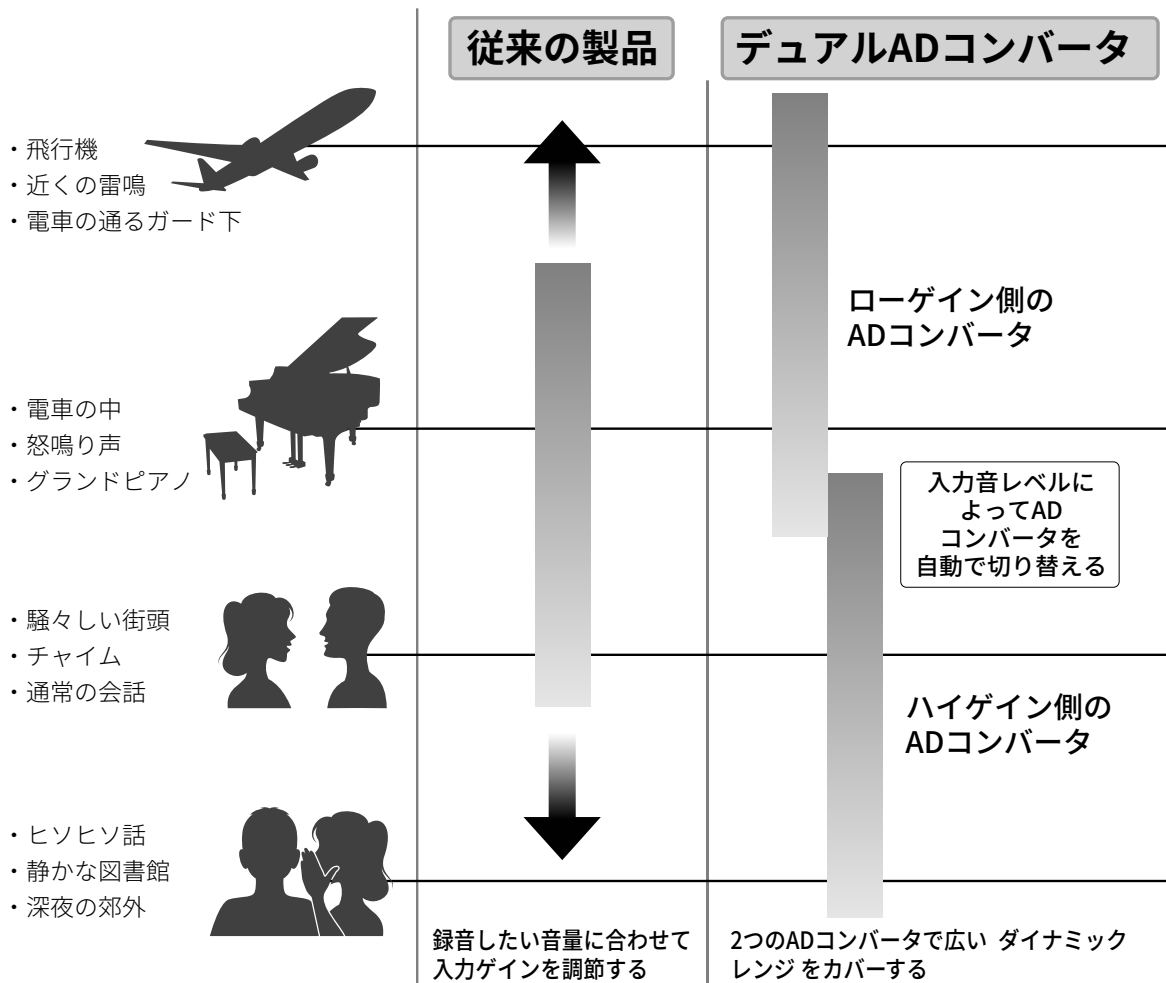 従来の製品
デュアルADコンバータ
・飛行機
・近くの雷鳴
・電車の通るガード下
ローゲイン側の
ADコンバータ
・電車の中
・怒鳴り声
・グランドピアノ
入力音レベルに
よってAD
コンバータを
自動で切り替える
・騒々しい街頭
・チャイム
・通常の会話
ハイゲイン側の
ADコンバータ
・ヒソヒソ話
・静かな図書館
・深夜の郊外
録音したい音量に合わせて
入力ゲインを調節する
2つのADコンバータで広い ダイナミック
レンジ をカバーする